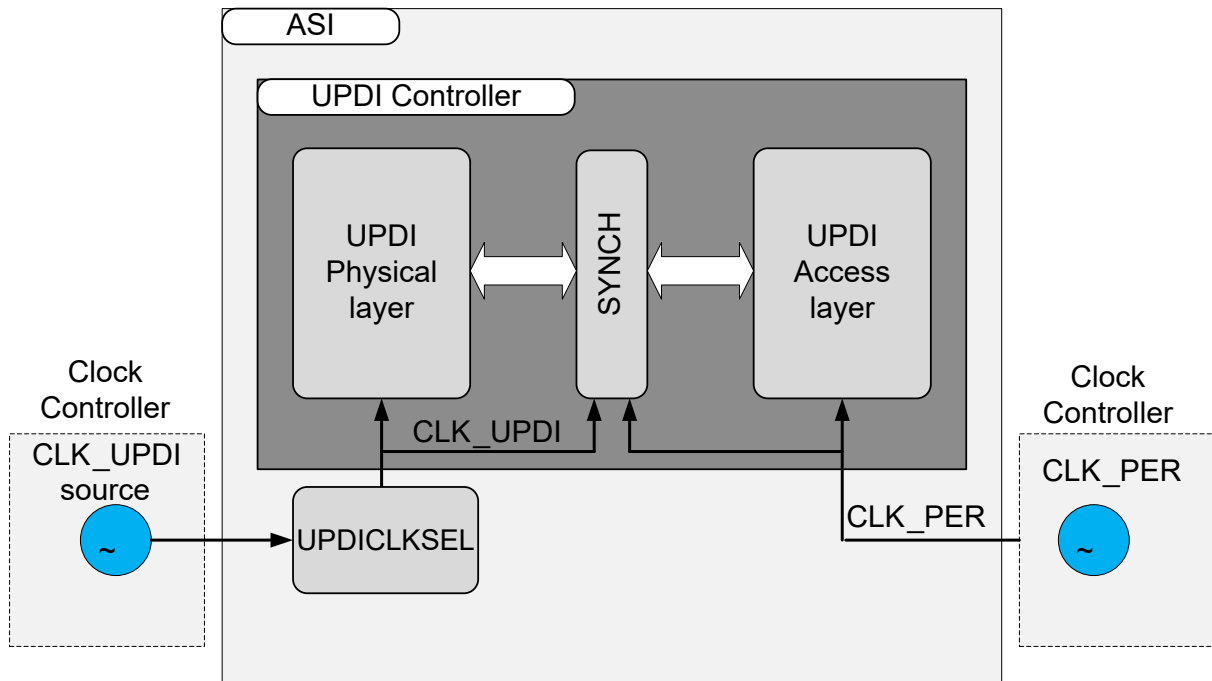 ASI
UPDI Controller
UPDI
Physical
layer
SYNCH
UPDI
Access
layer
Clock
Controller
CLK_UPDI
source
~
CLK_UPDI
UPDICLKSEL
CLK_PER
Clock
Controller
CLK_PER
~